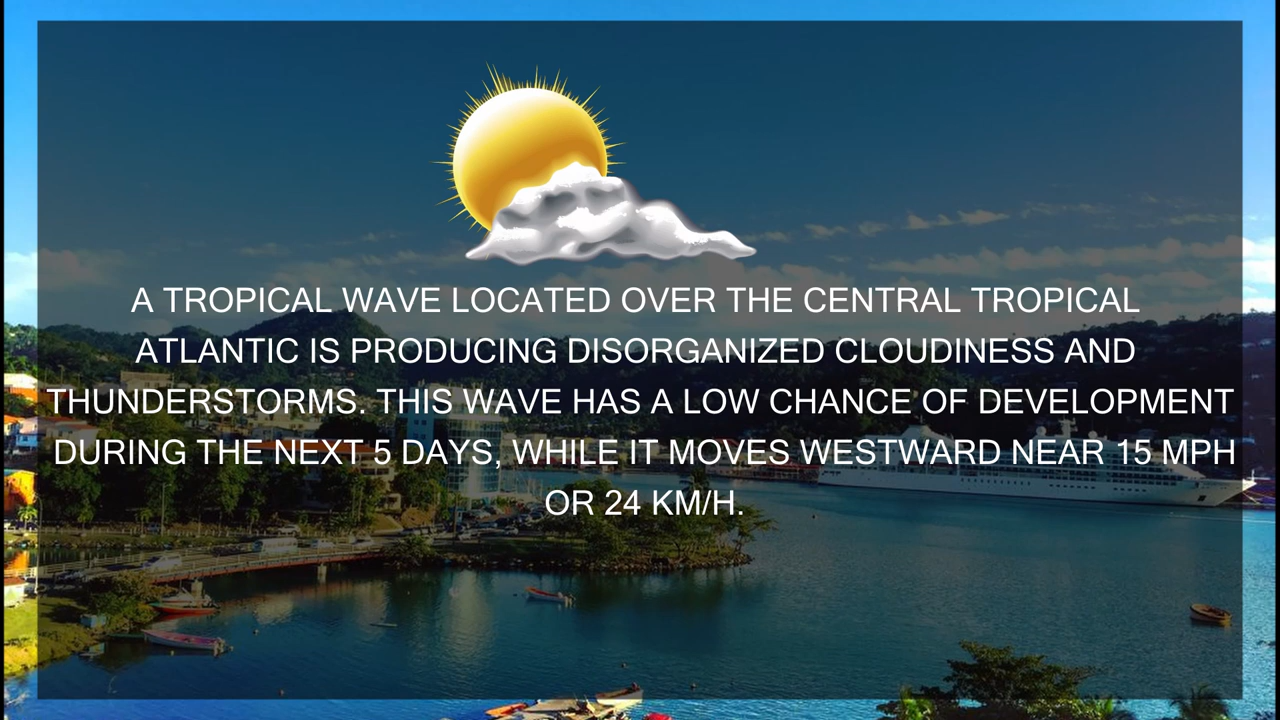 A TROPICAL WAVE LOCATED OVER THE CENTRAL TROPICAL
ATLANTIC IS PRODUCING DISORGANIZED CLOUDINESS AND
THUNDERSTORMS. THIS WAVE HAS A LOW CHANCE OF DEVELOPMENT
DURING THE NEXT 5 DAYS, WHILE IT MOVES WESTWARD NEAR 15 MPH
OR 24 KM/H.